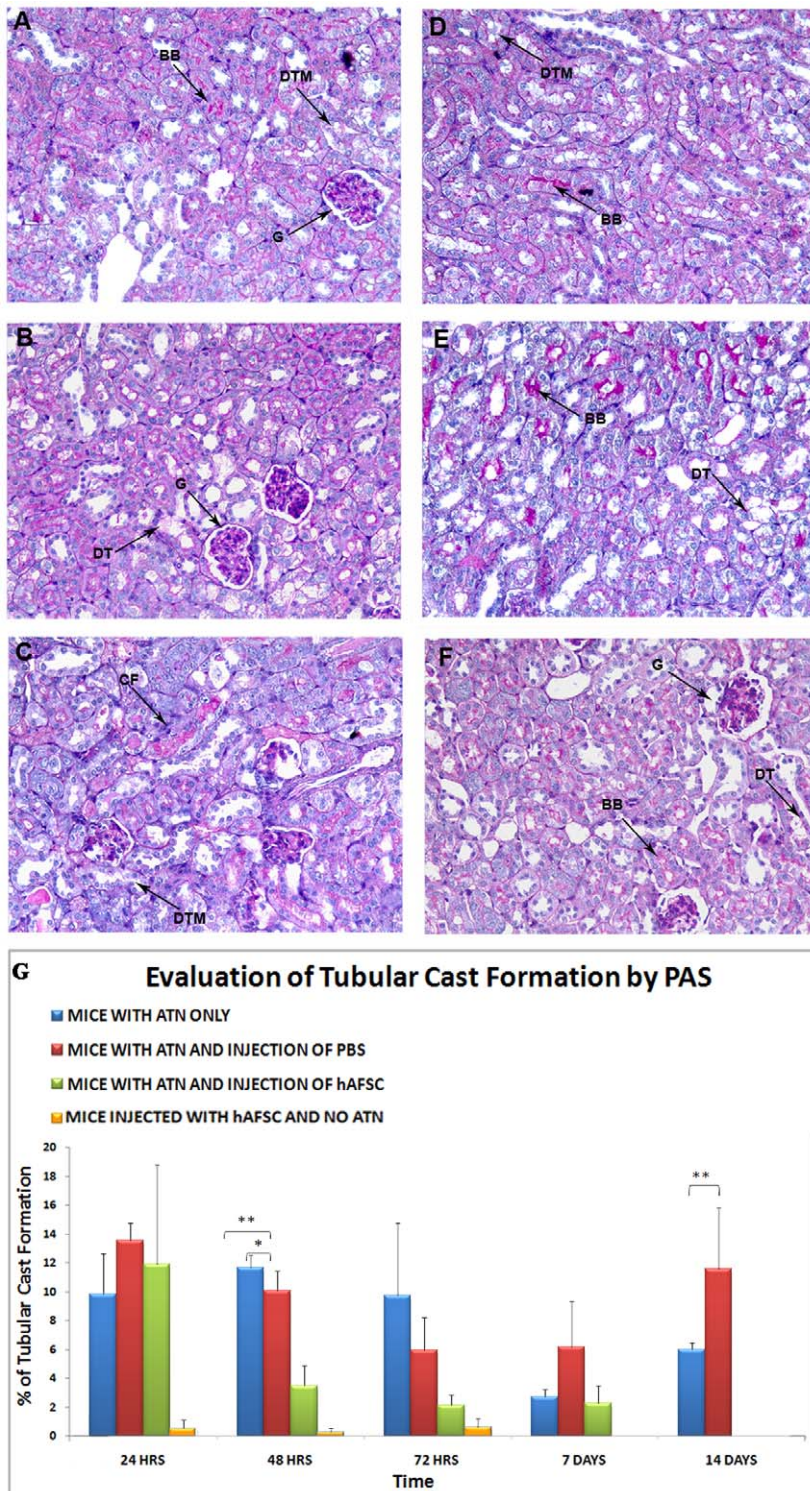 A
BB
DTM
G
B
G
DT
C
CF
DTM
D
DTM
BB
E
BB
DT
F
G
DT
BB
G
Evaluation of Tubular Cast Formation by PAS
MICE WITH ATN ONLY
MICE WITH ATN AND INJECTION OF PBS
MICE WITH ATN AND INJECTION OF hAFSC
MICE INJECTED WITH hAFSC AND NO ATN
% of Tubular Cast Formation
20
18
16
14
12
10
8
6
4
2
0
**
*
**
24 HRS
48 HRS
72 HRS
7 DAYS
14 DAYS
Time